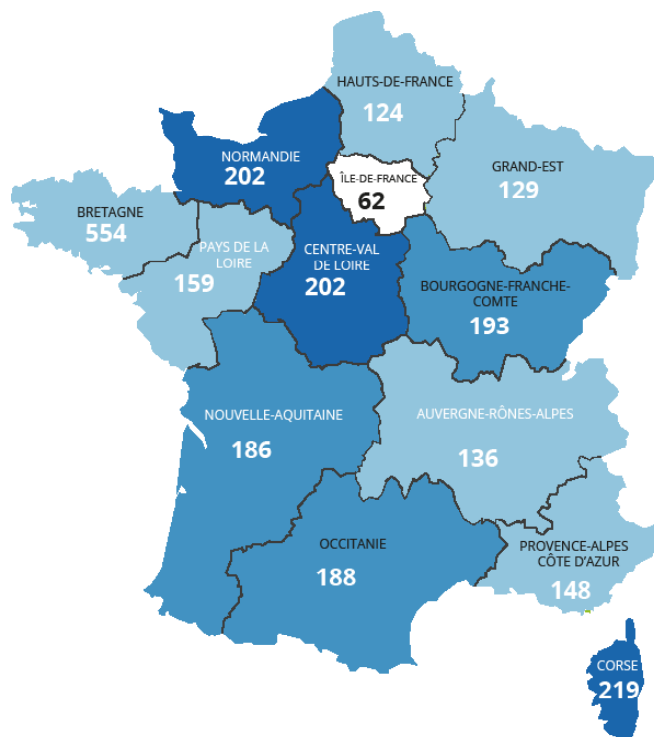 HAUTS-DE-FRANCE
124
NORMANDIE
202
ÎLE-DE-FRANCE
62
GRAND-EST
129
BRETAGNE
554
PAYS DE LA
LOIRE
159
CENTRE-VAL
DE LOIRE
202
BOURGOGNE-FRANCHE-
COMTE
193
NOUVELLE-AQUITAINE
186
AUVERGNE-RÔNES-ALPES
136
OCCITANIE
188
PROVENCE-ALPES
CÔTE D'AZUR
148
CORSE
219